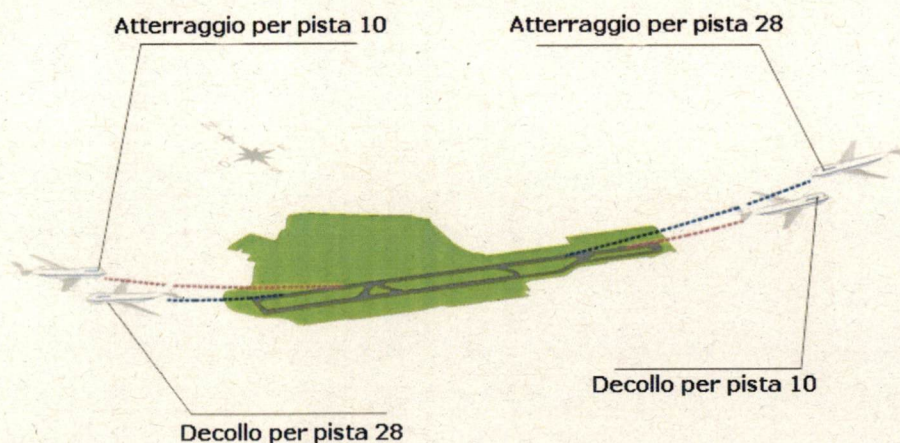 Atterraggio per pista 10
Atterraggio per pista 28
Decollo per pista 10
Decollo per pista 28